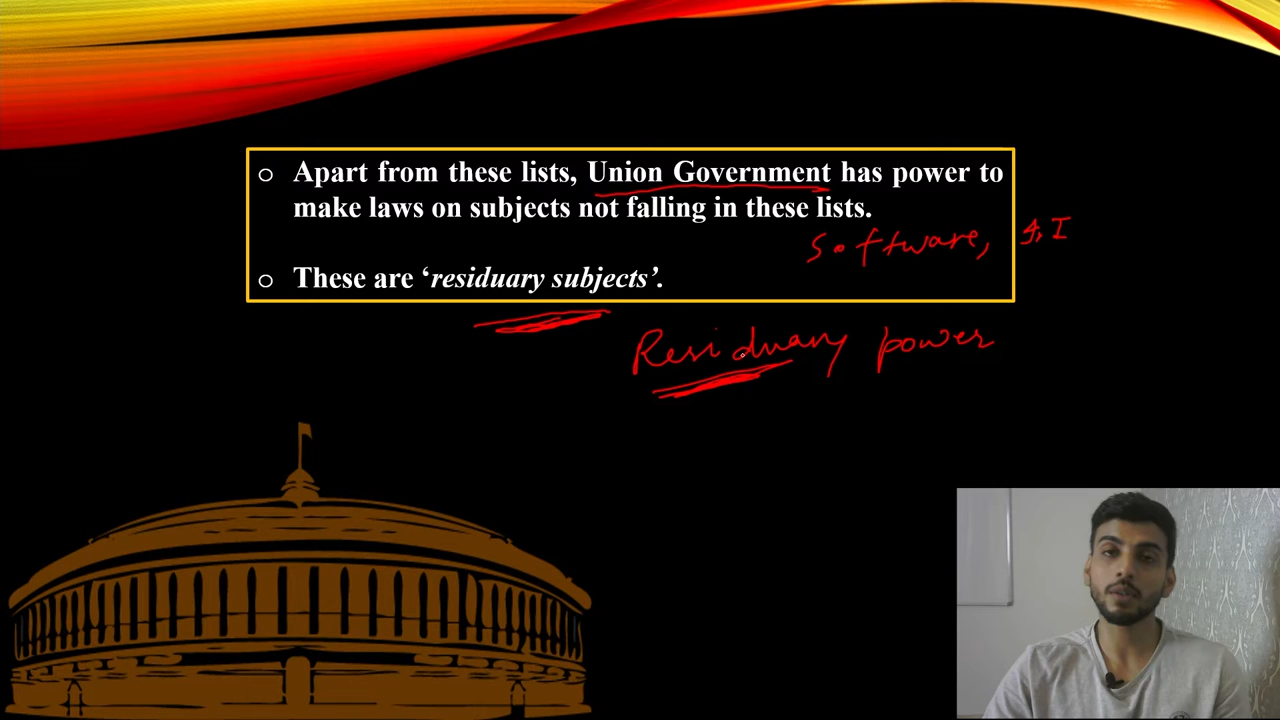 ○ Apart from these lists, Union Government has power to
make laws on subjects not falling in these lists.
Software, A.I
○ These are ‘residuary subjects’.
Residuary power